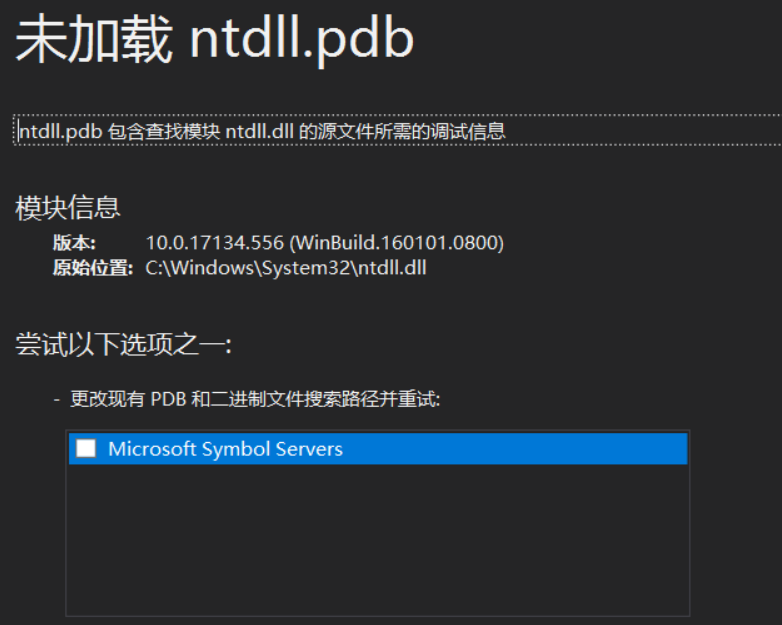 未加载 ntdll.pdb
ntdll.pdb 包含查找模块 ntdll.dll 的源文件所需的调试信息
模块信息
版本: 10.0.17134.556 (WinBuild.160101.0800)
原始位置: C:\Windows\System32\ntdll.dll
尝试以下选项之一:
- 更改现有 PDB 和二进制文件搜索路径并重试:
Microsoft Symbol Servers